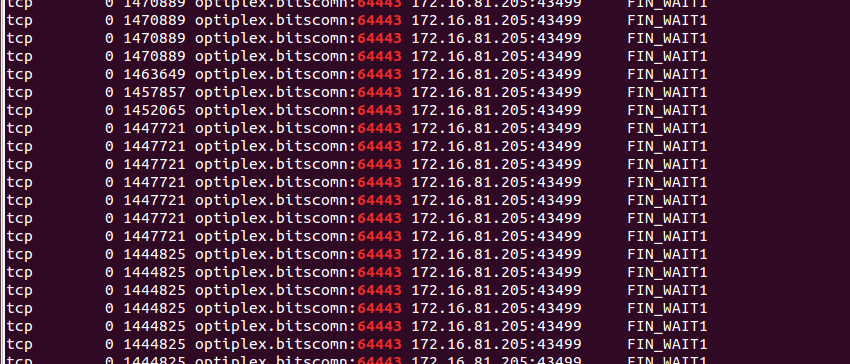 tcp 0 1470889 optiplex.bitscomn:64443 172.16.81.205:43499 FIN_WAIT1
tcp 0 1470889 optiplex.bitscomn:64443 172.16.81.205:43499 FIN_WAIT1
tcp 0 1470889 optiplex.bitscomn:64443 172.16.81.205:43499 FIN_WAIT1
tcp 0 1470889 optiplex.bitscomn:64443 172.16.81.205:43499 FIN_WAIT1
tcp 0 1463649 optiplex.bitscomn:64443 172.16.81.205:43499 FIN_WAIT1
tcp 0 1457857 optiplex.bitscomn:64443 172.16.81.205:43499 FIN_WAIT1
tcp 0 1452065 optiplex.bitscomn:64443 172.16.81.205:43499 FIN_WAIT1
tcp 0 1447721 optiplex.bitscomn:64443 172.16.81.205:43499 FIN_WAIT1
tcp 0 1447721 optiplex.bitscomn:64443 172.16.81.205:43499 FIN_WAIT1
tcp 0 1447721 optiplex.bitscomn:64443 172.16.81.205:43499 FIN_WAIT1
tcp 0 1447721 optiplex.bitscomn:64443 172.16.81.205:43499 FIN_WAIT1
tcp 0 1447721 optiplex.bitscomn:64443 172.16.81.205:43499 FIN_WAIT1
tcp 0 1447721 optiplex.bitscomn:64443 172.16.81.205:43499 FIN_WAIT1
tcp 0 1447721 optiplex.bitscomn:64443 172.16.81.205:43499 FIN_WAIT1
tcp 0 1444825 optiplex.bitscomn:64443 172.16.81.205:43499 FIN_WAIT1
tcp 0 1444825 optiplex.bitscomn:64443 172.16.81.205:43499 FIN_WAIT1
tcp 0 1444825 optiplex.bitscomn:64443 172.16.81.205:43499 FIN_WAIT1
tcp 0 1444825 optiplex.bitscomn:64443 172.16.81.205:43499 FIN_WAIT1
tcp 0 1444825 optiplex.bitscomn:64443 172.16.81.205:43499 FIN_WAIT1
tcp 0 1444825 optiplex.bitscomn:64443 172.16.81.205:43499 FIN_WAIT1